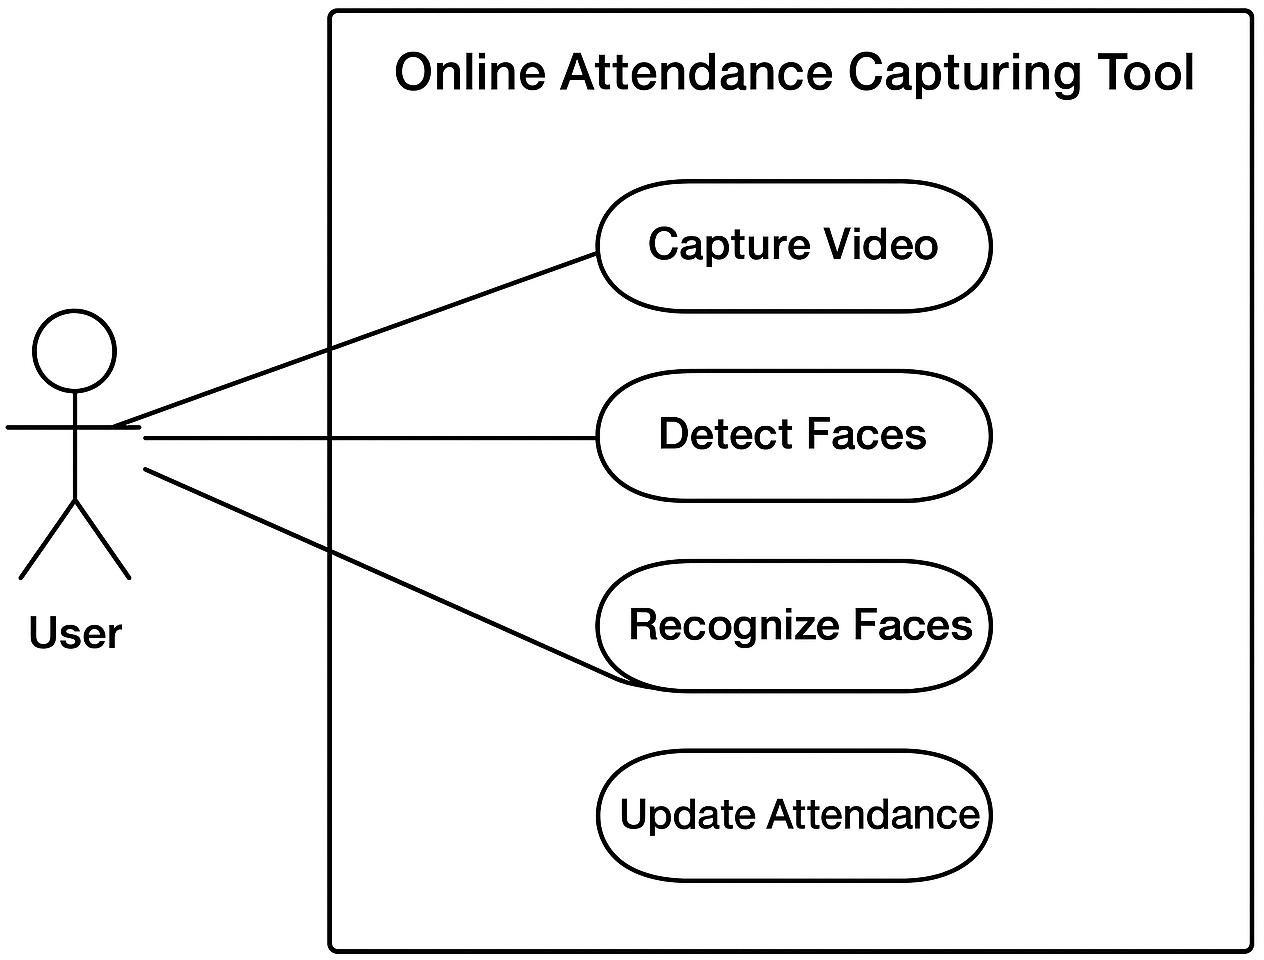 Online Attendance Capturing Tool
Capture Video
Detect Faces
Recognize Faces
User
Update Attendance